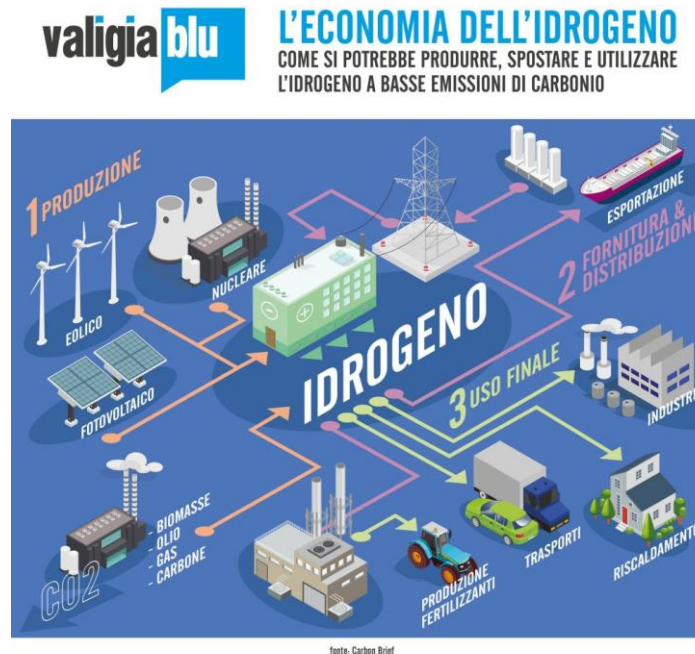 valigia blu
L'ECONOMIA DELL'IDROGENO
COME SI POTREBBE PRODURRE, SPOSTARE E UTILIZZARE
L'IDROGENO A BASSE EMISSIONI DI CARBONIO
1 PRODUZIONE
EOLICO
NUCLEARE
FOTOVOLTAICO
- BIOMASSE
- OLIO
- GAS
- CARBONE
CO2
IDROGENO
ESPORTAZIONE
2 FORNITURA &
DISTRIBUZIONE
3 USO FINALE
INDUSTRI
RISCALDAMENT
TRASPORTI
PRODUZIONE
FERTILIZZANTI
fonte: Carbon Brief